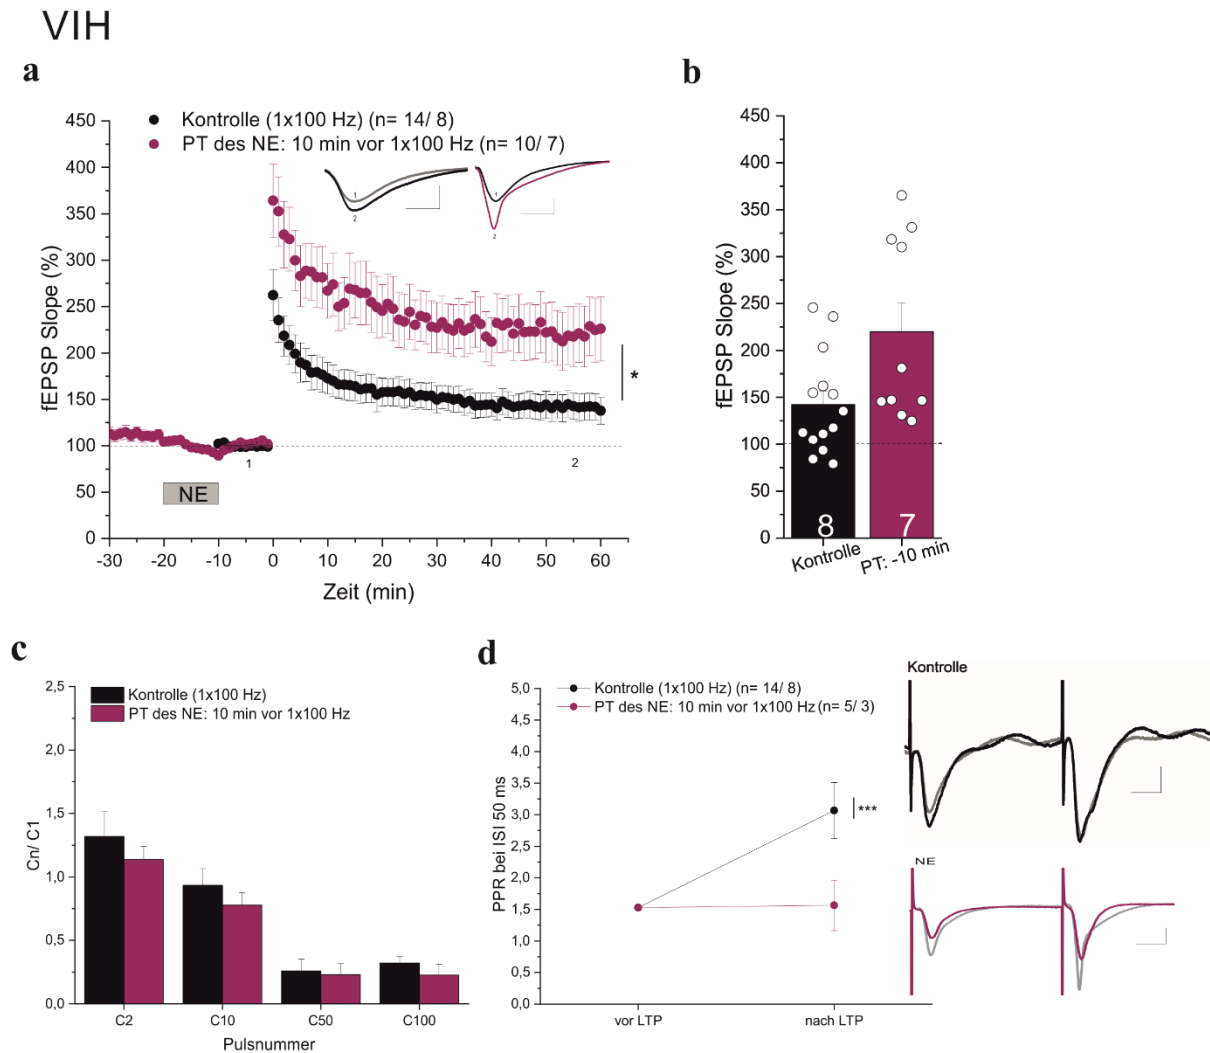 VIH
a
Kontrolle (1x100 Hz) (n= 14/ 8)
PT des NE: 10 min vor 1x100 Hz (n= 10/ 7)
fEPSP Slope (%)
450
400
350
300
250
200
150
100
50
0
1
2
1
2
*
1
2
NE
-30 -20 -10 0 10 20 30 40 50 60
Zeit (min)
b
fEPSP Slope (%)
450
400
350
300
250
200
150
100
50
0
8 7
Kontrolle PT: -10 min
c
Kontrolle (1x100 Hz)
PT des NE: 10 min vor 1x100 Hz
Cn/ C1
2,5
2,0
1,5
1,0
0,5
0,0
C2 C10 C50 C100
Pulsnummer
d
Kontrolle (1x100 Hz) (n= 14/ 8)
PT des NE: 10 min vor 1x100 Hz (n= 5/ 3)
PPR bei ISI 50 ms
5,0
4,5
4,0
3,5
3,0
2,5
2,0
1,5
1,0
0,5
0,0
***
vor LTP nach LTP
Kontrolle
NE